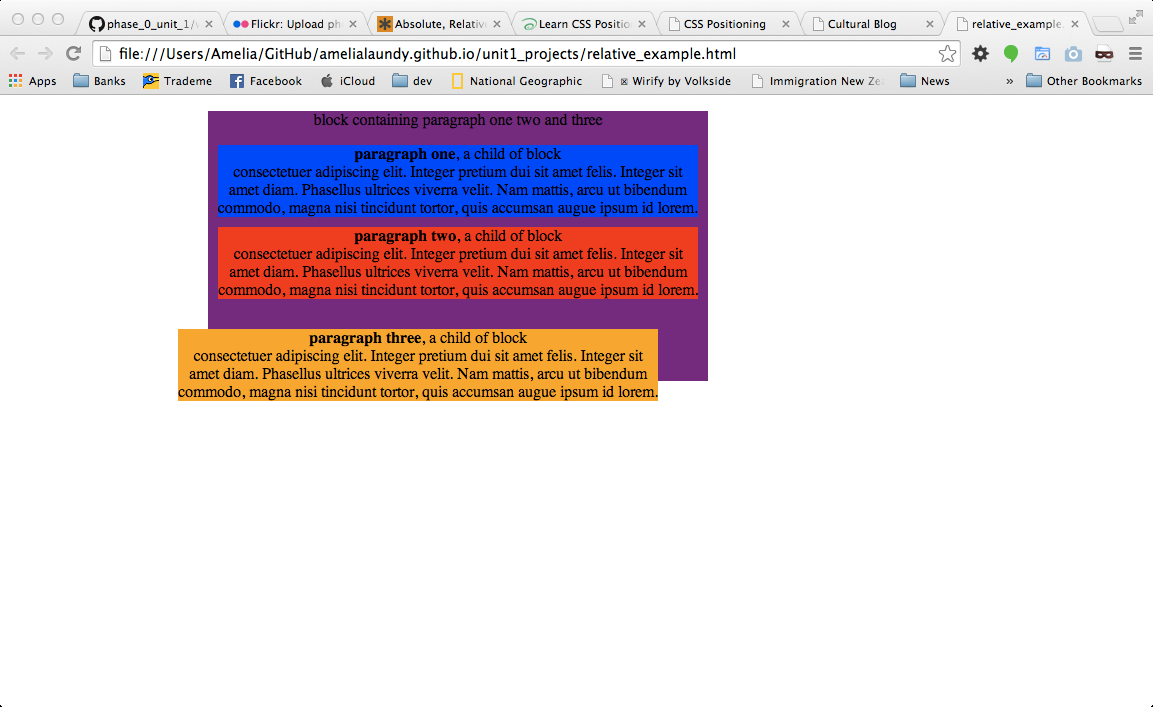 phase_0_unit_1/
Flickr: Upload ph
Absolute, Relativ
Learn CSS Positio
CSS Positioning
Cultural Blog
relative_example.
file:///Users/Amelia/GitHub/amelialaundy.github.io/unit1_projects/relative_example.html
Apps
Banks
Trademe
Facebook
iCloud
dev
National Geographic
Wirify by Volkside
Immigration New Zea
News
»
Other Bookmarks
block containing paragraph one two and three
paragraph one, a child of block
consectetuer adipiscing elit. Integer pretium dui sit amet felis. Integer sit
amet diam. Phasellus ultrices viverra velit. Nam mattis, arcu ut bibendum
commodo, magna nisi tincidunt tortor, quis accumsan augue ipsum id lorem.
paragraph two, a child of block
consectetuer adipiscing elit. Integer pretium dui sit amet felis. Integer sit
amet diam. Phasellus ultrices viverra velit. Nam mattis, arcu ut bibendum
commodo, magna nisi tincidunt tortor, quis accumsan augue ipsum id lorem.
paragraph three, a child of block
consectetuer adipiscing elit. Integer pretium dui sit amet felis. Integer sit
amet diam. Phasellus ultrices viverra velit. Nam mattis, arcu ut bibendum
commodo, magna nisi tincidunt tortor, quis accumsan augue ipsum id lorem.